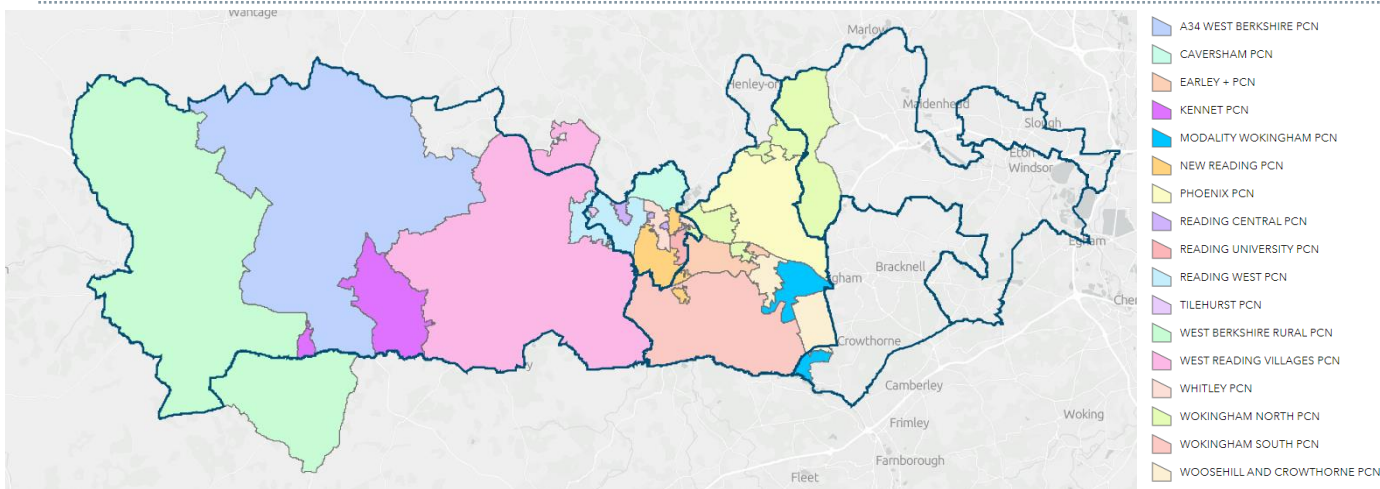 Wantage
Marlow
Henley-on
Maidenhead
Slough
Eton
Windsor
Egham
Bracknell
gham
Che
Crowthorne
Camberley
Woking
Frimley
Farnborough
Fleet
A34 WEST BERKSHIRE PCN
CAVERSHAM PCN
EARLEY + PCN
KENNET PCN
MODALITY WOKINGHAM PCN
NEW READING PCN
PHOENIX PCN
READING CENTRAL PCN
READING UNIVERSITY PCN
READING WEST PCN
TILEHURST PCN
WEST BERKSHIRE RURAL PCN
WEST READING VILLAGES PCN
WHITLEY PCN
WOKINGHAM NORTH PCN
WOKINGHAM SOUTH PCN
WOOSEHILL AND CROWTHORNE PCN